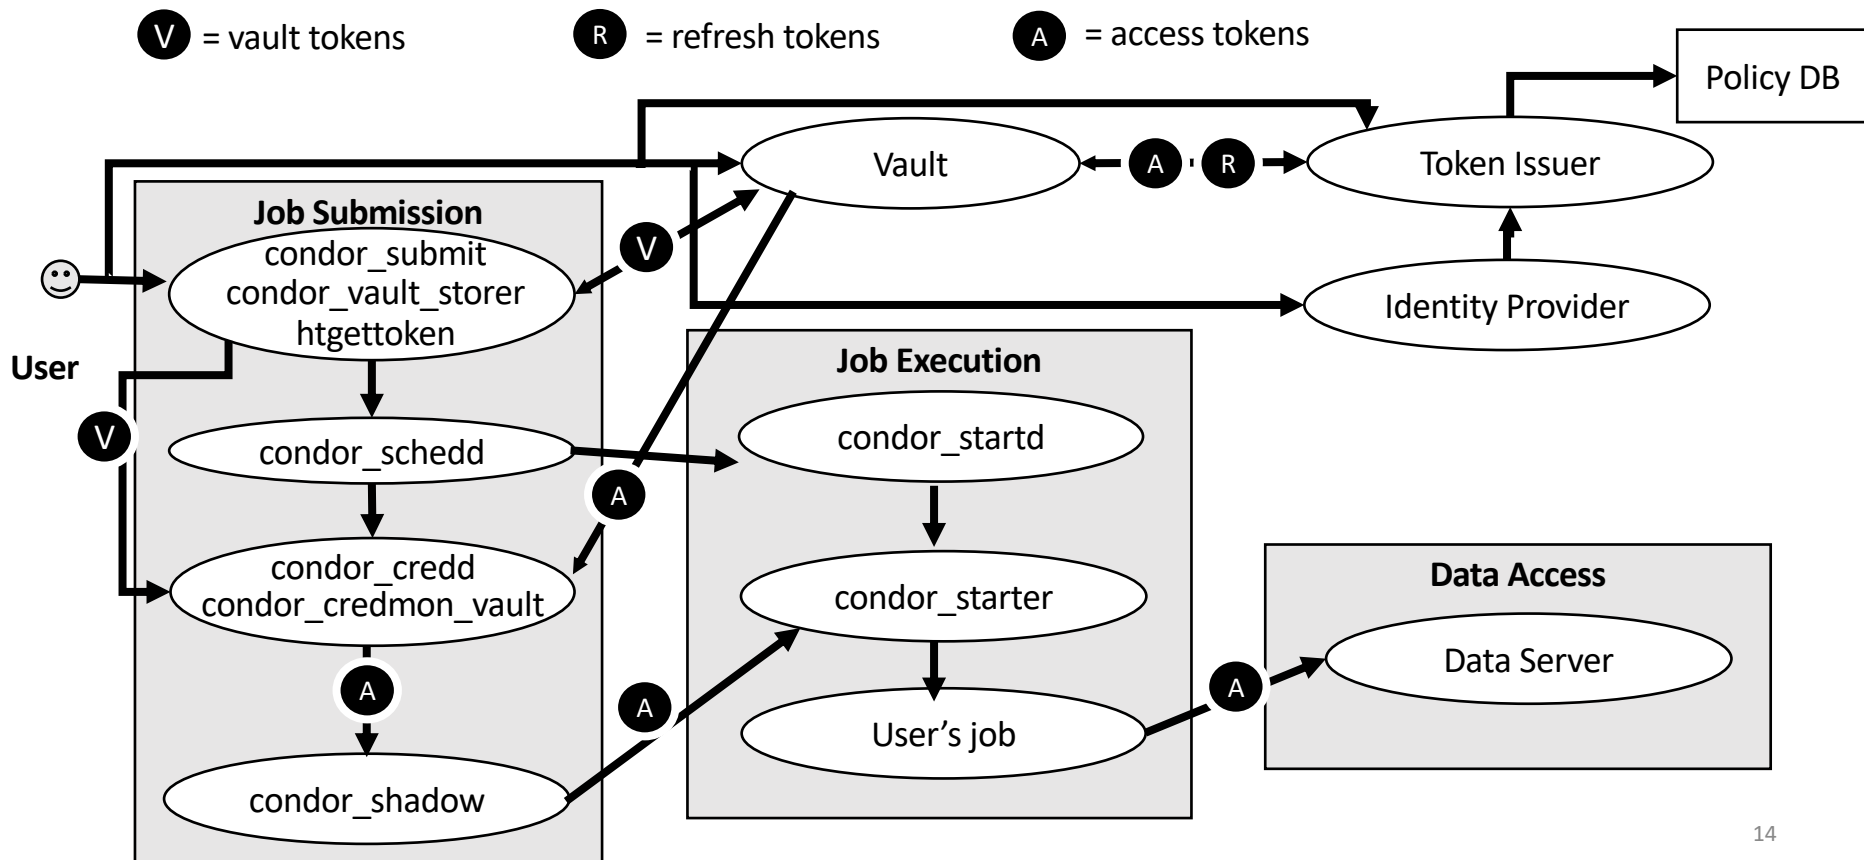 V = vault tokens
R = refresh tokens
A = access tokens
Policy DB
Vault
A
R
Token Issuer
Job Submission
condor_submit
condor_vault_storer
htgettoken
V
Identity Provider
User
Job Execution
V
condor_schedd
condor_startd
A
condor_credd
condor_credmon_vault
condor_starter
Data Access
Data Server
A
A
A
User’s job
condor_shadow
14